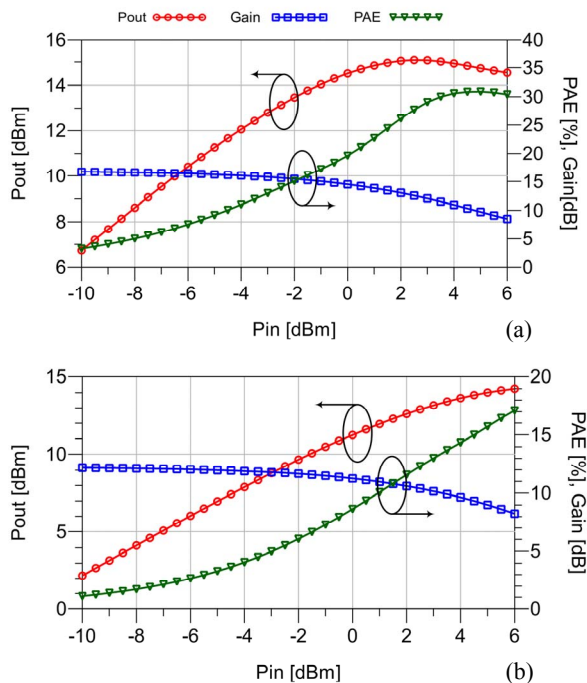 Pout Gain PAE
16
14
12
10
8
6
Pout [dBm]
40
35
30
25
20
15
10
5
0
PAE [%], Gain[dB]
-10 -8 -6 -4 -2 0 2 4 6
Pin [dBm]
(a)
15
10
5
0
Pout [dBm]
20
15
10
5
0
PAE [%], Gain [dB]
-10 -8 -6 -4 -2 0 2 4 6
Pin [dBm]
(b)